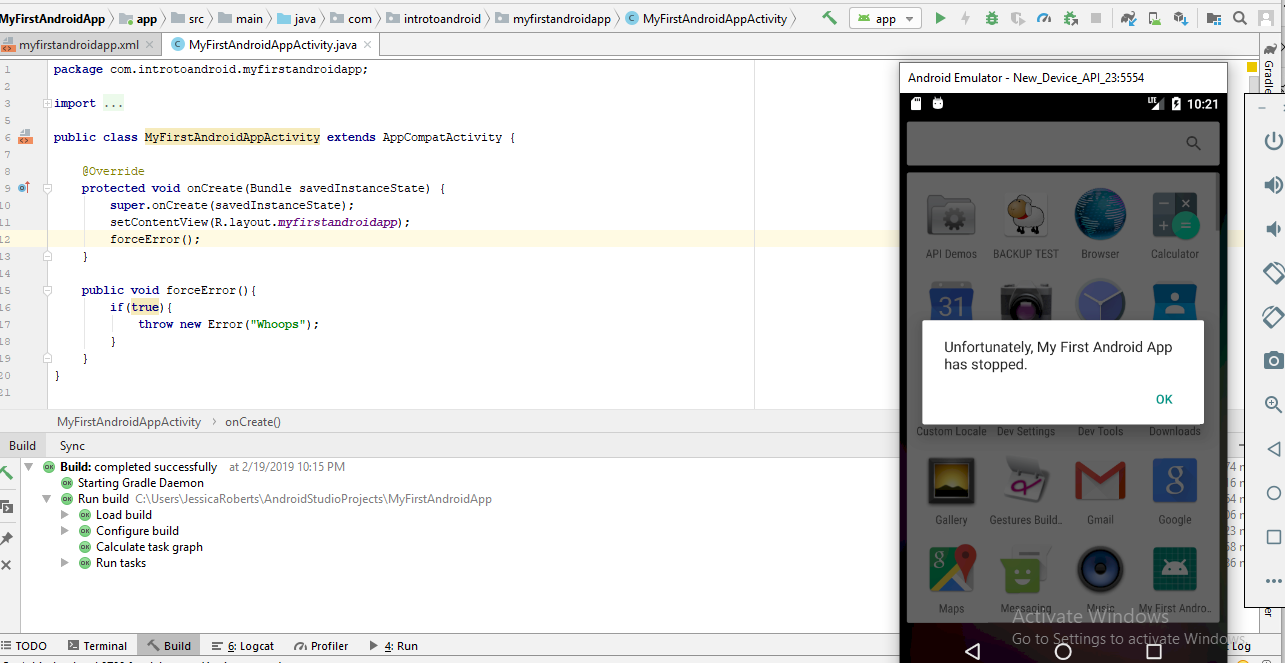 MyFirstAndroidApp app src main java com introtoandroid myfirstandroidapp MyFirstAndroidAppActivity app
myfirstandroidapp.xml MyFirstAndroidAppActivity.java
Gradle
1 package com.introtoandroid.myfirstandroidapp;
2
3 import ...
5
6 public class MyFirstAndroidAppActivity extends AppCompatActivity {
7
8 @Override
9 protected void onCreate(Bundle savedInstanceState) {
10 super.onCreate(savedInstanceState);
11 setContentView(R.layout.myfirstandroidapp);
12 forceError();
13 }
14
15 public void forceError(){
16 if(true){
17 throw new Error("Whoops");
18 }
19 }
20 }
21
MyFirstAndroidAppActivity onCreate()
Build Sync
Build: completed successfully at 2/19/2019 10:15 PM
Starting Gradle Daemon
Run build C:\Users\JessicaRoberts\AndroidStudioProjects\MyFirstAndroidApp
Load build
Configure build
Calculate task graph
Run tasks
TODO Terminal Build 6: Logcat Profiler 4: Run
Log
Android Emulator - New_Device_API_23:5554
LTE 10:21
API Demos BACKUP TEST Browser Calculator
31
Unfortunately, My First Android App
has stopped.
OK
Custom Locale Dev Settings Dev Tools Downloads
Gallery Gestures Build.. Gmail Google
Maps Messaging Music My First Andro..
Activate Windows
Go to Settings to activate Windows.